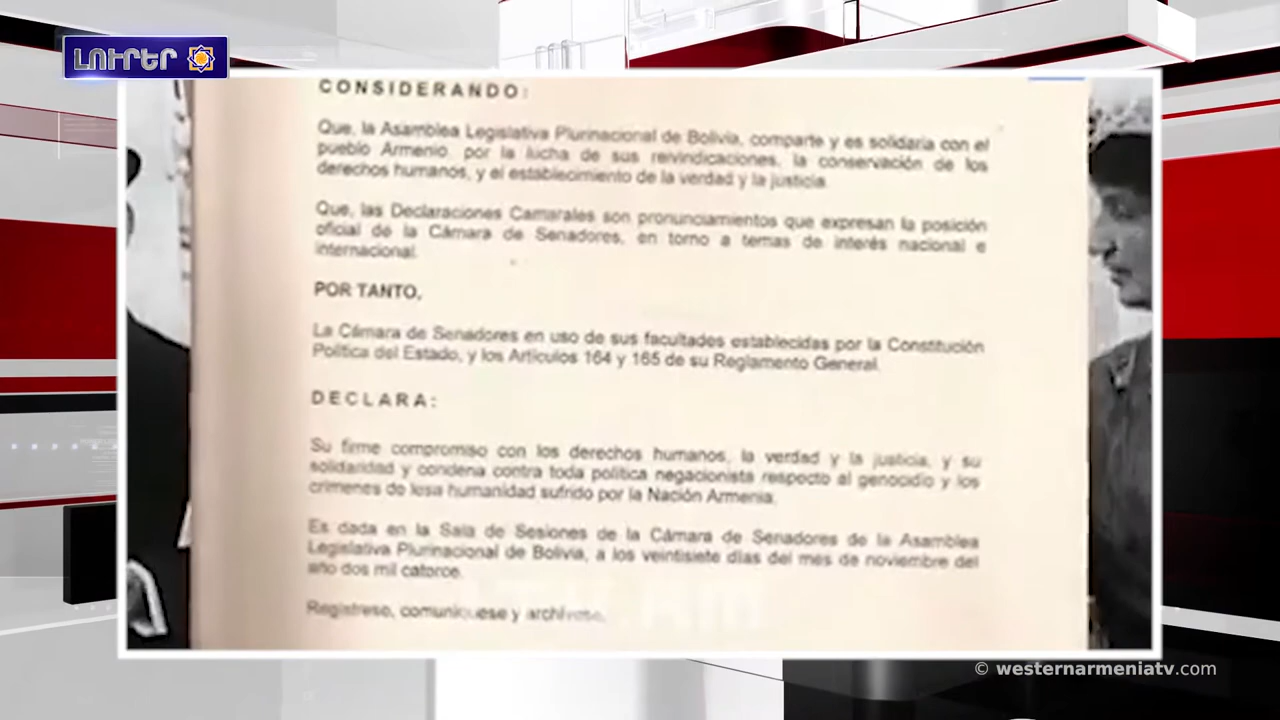 ԼՈՒՐԵՐ
CONSIDERANDO:
Que, la Asamblea Legislativa Plurinacional de Bolivia, comparte y es solidaria con el
pueblo Armenio, por la lucha de sus reivindicaciones, la conservación de los
derechos humanos, y el establecimiento de la verdad y la justicia.
Que, las Declaraciones Camarales son pronunciamientos que expresan la posición
oficial de la Cámara de Senadores, en torno a temas de interés nacional e
internacional.
POR TANTO,
La Cámara de Senadores en uso de sus facultades establecidas por la Constitución
Política del Estado, y los Artículos 164 y 165 de su Reglamento General.
DECLARA:
Su firme compromiso con los derechos humanos, la verdad y la justicia, y su
solidaridad y condena contra toda política negacionista respecto al genocidio y los
crímenes de lesa humanidad sufrido por la Nación Armenia.
Es dada en la Sala de Sesiones de la Cámara de Senadores de la Asamblea
Legislativa Plurinacional de Bolivia, a los veintisiete días del mes de noviembre del
año dos mil catorce.
Regístrese, comuníquese y archívese.
© westernarmeniatv.com